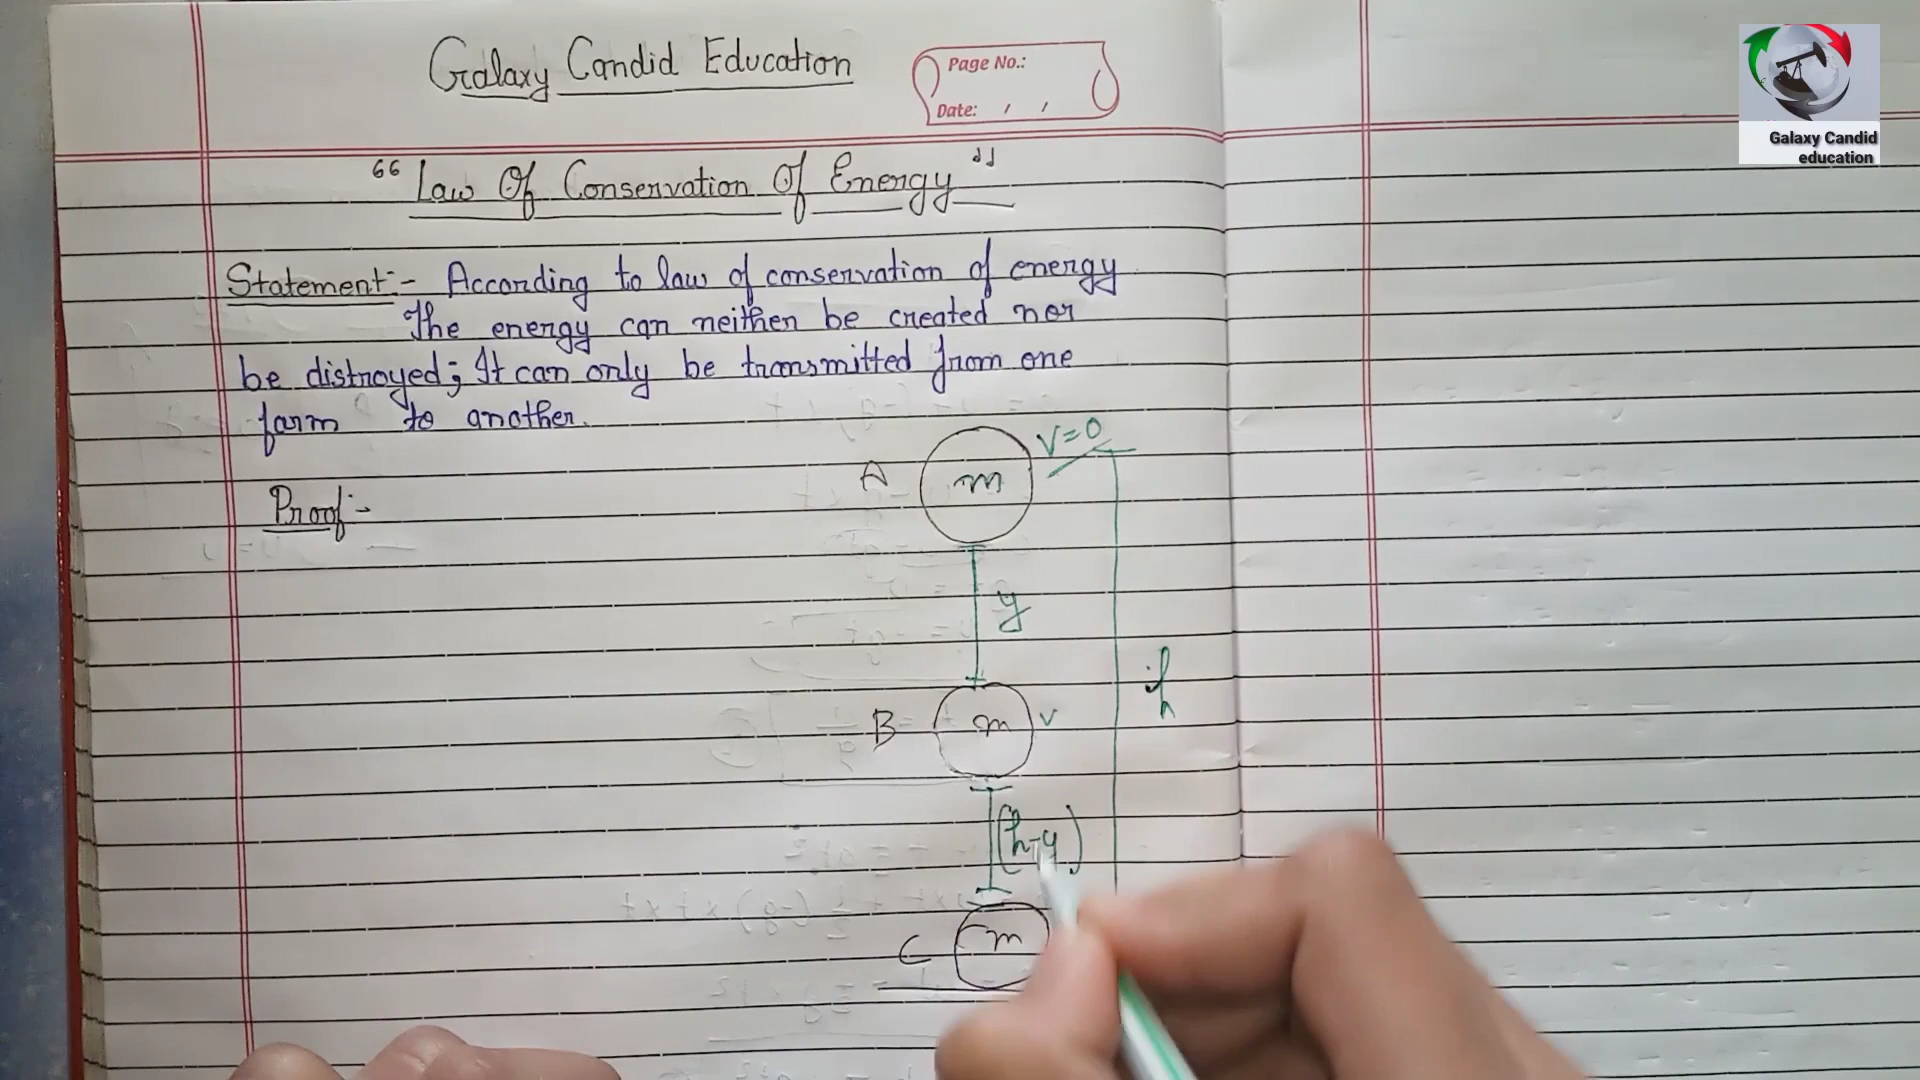 Galaxy Candid Education
Page No.:
Date: / /
Galaxy Candid
education
"Law Of Conservation Of Energy"
Statement:- According to law of conservation of energy
The energy can neither be created nor
be distroyed; It can only be transmitted from one
farm to another.
Proof:-
A m V=0
y
h
B m v
(h-y)
C m